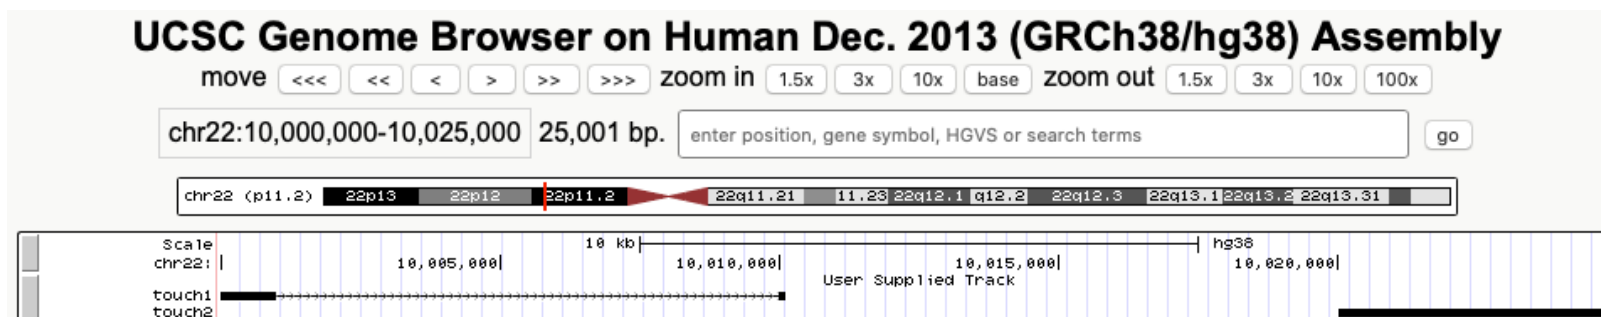 UCSC Genome Browser on Human Dec. 2013 (GRCh38/hg38) Assembly
move <<< << < > >> >>> zoom in 1.5x 3x 10x base zoom out 1.5x 3x 10x 100x
chr22:10,000,000-10,025,000 25,001 bp. enter position, gene symbol, HGVS or search terms go
chr22 (p11.2) 22p13 22p12 22p11.2 22q11.21 11.23 22q12.1 q12.2 22q12.3 22q13.1 22q13.2 22q13.31
Scale 10 kb hg38
chr22: 10,005,000 10,010,000 10,015,000 10,020,000
User Supplied Track
touch1
touch2